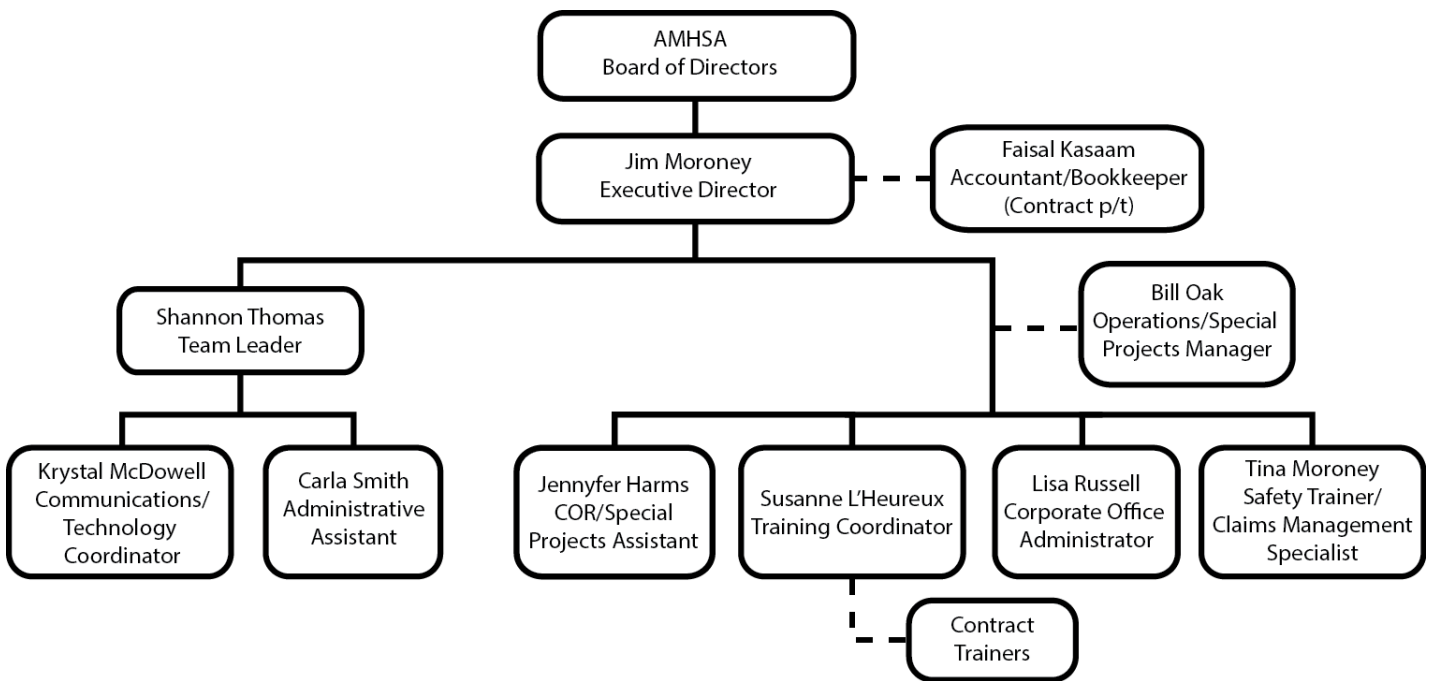 AMHSA
Board of Directors
Jim Moroney
Executive Director
Faisal Kasaam
Accountant/Bookkeeper
(Contract p/t)
Shannon Thomas
Team Leader
Bill Oak
Operations/Special
Projects Manager
Krystal McDowell
Communications/
Technology
Coordinator
Carla Smith
Administrative
Assistant
Jennyfer Harms
COR/Special
Projects Assistant
Susanne L’Heureux
Training Coordinator
Lisa Russell
Corporate Office
Administrator
Tina Moroney
Safety Trainer/
Claims Management
Specialist
Contract
Trainers